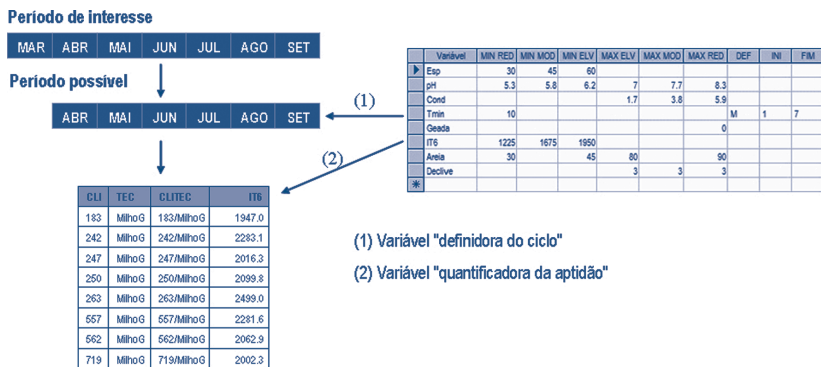 Período de interesse
MAR ABR MAI JUN JUL AGO SET
Período possível
ABR MAI JUN JUL AGO SET
(1)
(2)
Variável MIN RED MIN MOD MIN ELV MAX ELV MAX MOD MAX RED DEF INI FIM
Esp 30 45 60
pH 5.3 5.8 6.2 7 7.7 8.3
Cond 1.7 3.8 5.9
Tmin 10 M 1 7
Geada 0
IT6 1225 1675 1950
Areia 30 45 80 90
Declive 3 3 3
CLI TEC CLITEC IT6
183 MilhoG 183/MilhoG 1947.0
242 MilhoG 242/MilhoG 2283.1
247 MilhoG 247/MilhoG 2016.3
250 MilhoG 250/MilhoG 2099.8
263 MilhoG 263/MilhoG 2499.0
557 MilhoG 557/MilhoG 2281.6
562 MilhoG 562/MilhoG 2062.9
719 MilhoG 719/MilhoG 2002.3
(1) Variável "definidora do ciclo"
(2) Variável "quantificadora da aptidão"